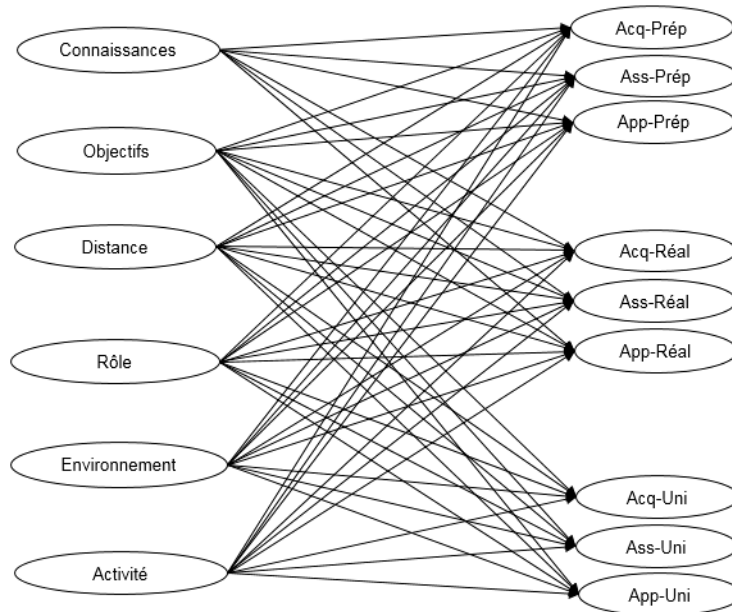 Connaissances
Objectifs
Distance
Rôle
Environnement
Activité
Acq-Prép
Ass-Prép
App-Prép
Acq-Réal
Ass-Réal
App-Réal
Acq-Uni
Ass-Uni
App-Uni